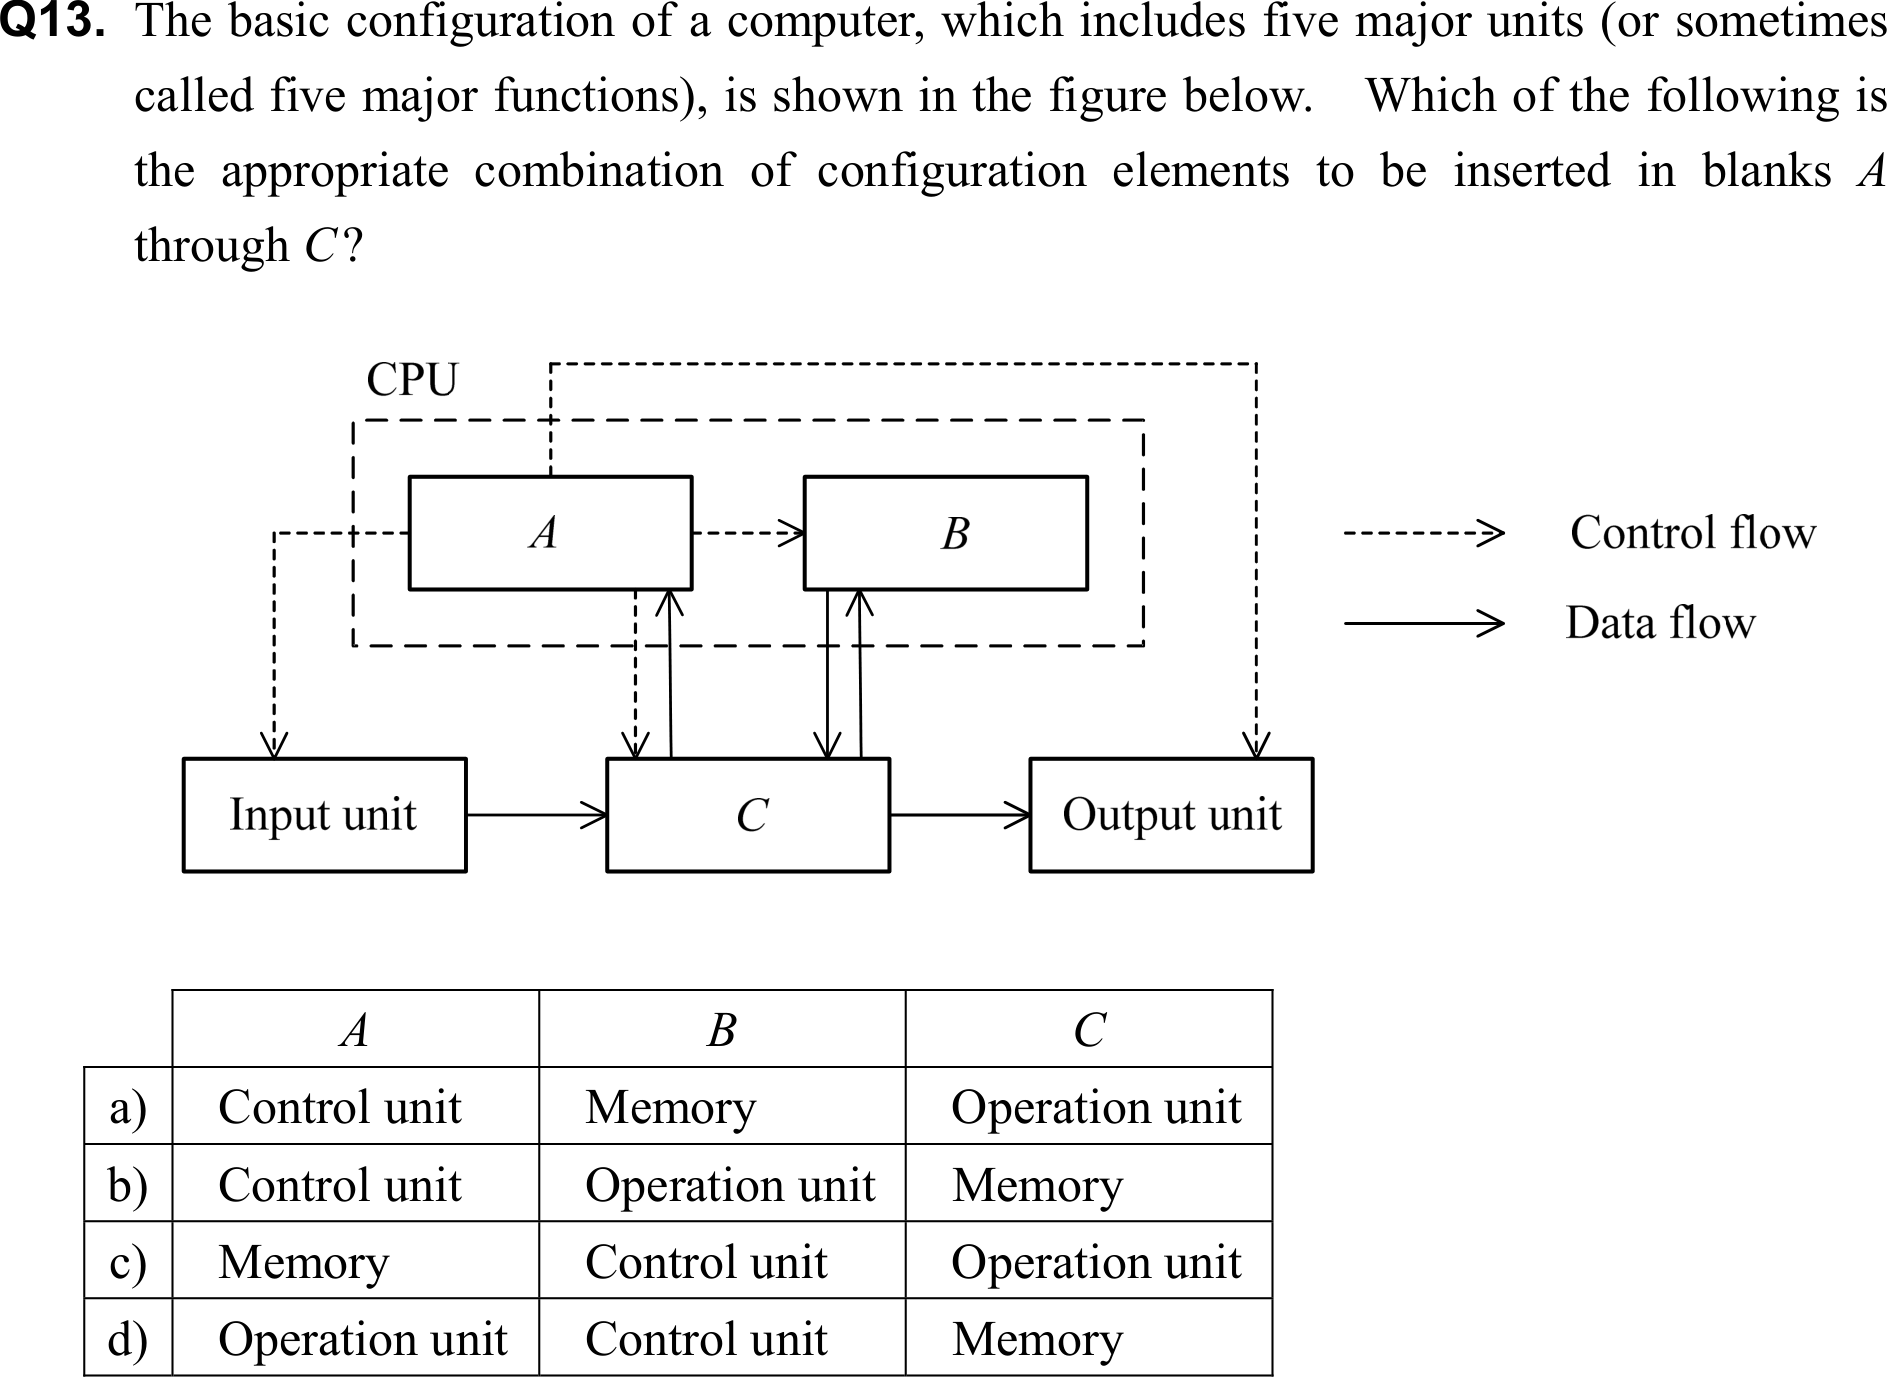 Q13. The basic configuration of a computer, which includes five major units (or sometimes
called five major functions), is shown in the figure below. Which of the following is
the appropriate combination of configuration elements to be inserted in blanks A
through C?
CPU
A B
Control flow
Data flow
Input unit C Output unit
A B C
a) Control unit Memory Operation unit
b) Control unit Operation unit Memory
c) Memory Control unit Operation unit
d) Operation unit Control unit Memory